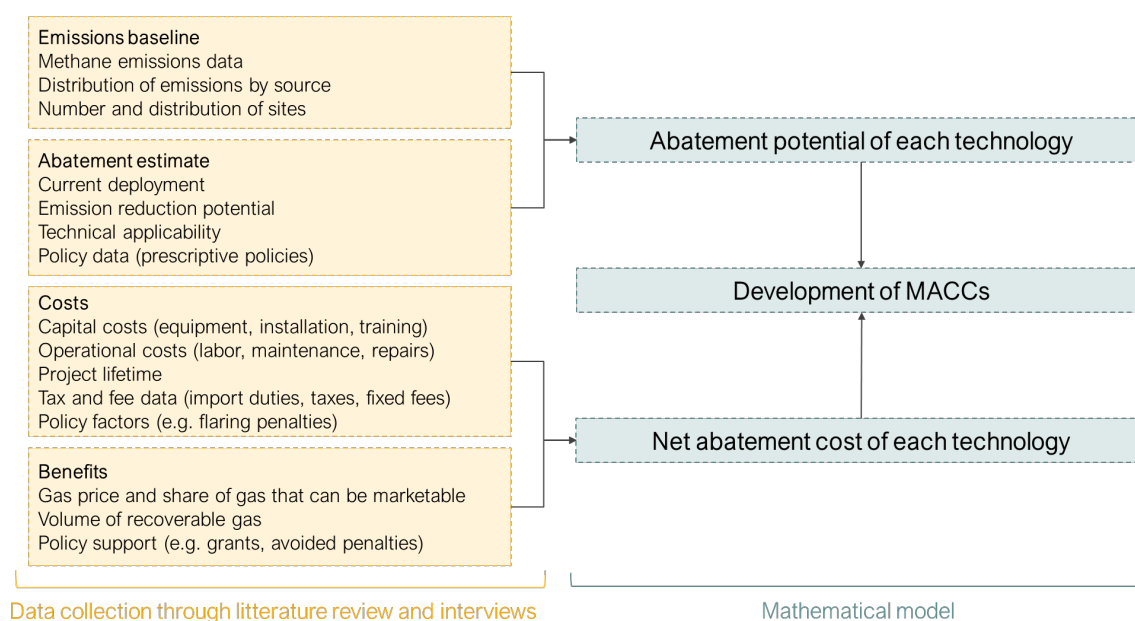 Emissions baseline
Methane emissions data
Distribution of emissions by source
Number and distribution of sites
Abatement estimate
Current deployment
Emission reduction potential
Technical applicability
Policy data (prescriptive policies)
Costs
Capital costs (equipment, installation, training)
Operational costs (labor, maintenance, repairs)
Project lifetime
Tax and fee data (import duties, taxes, fixed fees)
Policy factors (e.g. flaring penalties)
Benefits
Gas price and share of gas that can be marketable
Volume of recoverable gas
Policy support (e.g. grants, avoided penalties)
Data collection through litterature review and interviews
Abatement potential of each technology
Development of MACCs
Net abatement cost of each technology
Mathematical model